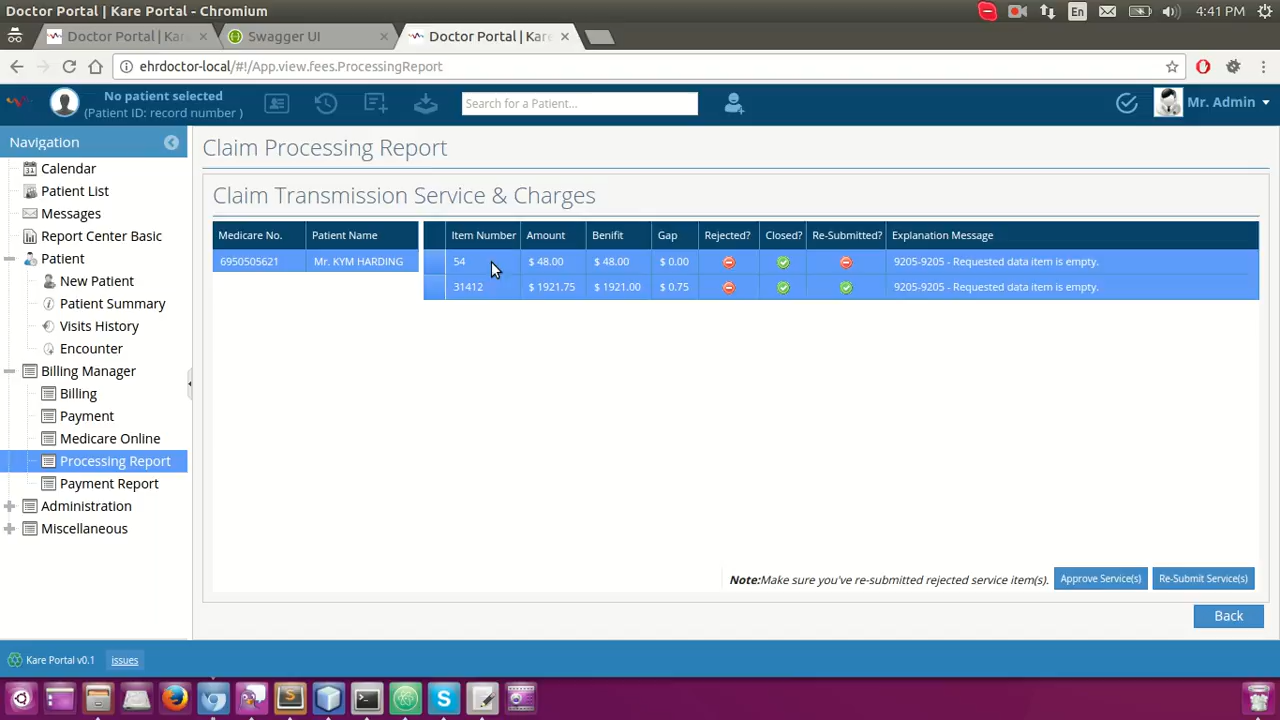 Doctor Portal | Kare Portal - Chromium
En
4:41 PM
Doctor Portal | Kar
Swagger UI
Doctor Portal | Kar
ehrdoctor-local/#!/App.view.fees.ProcessingReport
No patient selected
(Patient ID: record number )
Search for a Patient...
Mr. Admin
Navigation
Calendar
Patient List
Messages
Report Center Basic
Patient
New Patient
Patient Summary
Visits History
Encounter
Billing Manager
Billing
Payment
Medicare Online
Processing Report
Payment Report
Administration
Miscellaneous
Claim Processing Report
Claim Transmission Service & Charges
Medicare No. Patient Name Item Number Amount Benifit Gap Rejected? Closed? Re-Submitted? Explanation Message
6950505621 Mr. KYM HARDING 54 $ 48.00 $ 48.00 $ 0.00 9205-9205 - Requested data item is empty.
31412 $ 1921.75 $ 1921.00 $ 0.75 9205-9205 - Requested data item is empty.
Note:Make sure you've re-submitted rejected service item(s). Approve Service(s) Re-Submit Service(s)
Back
Kare Portal v0.1 issues